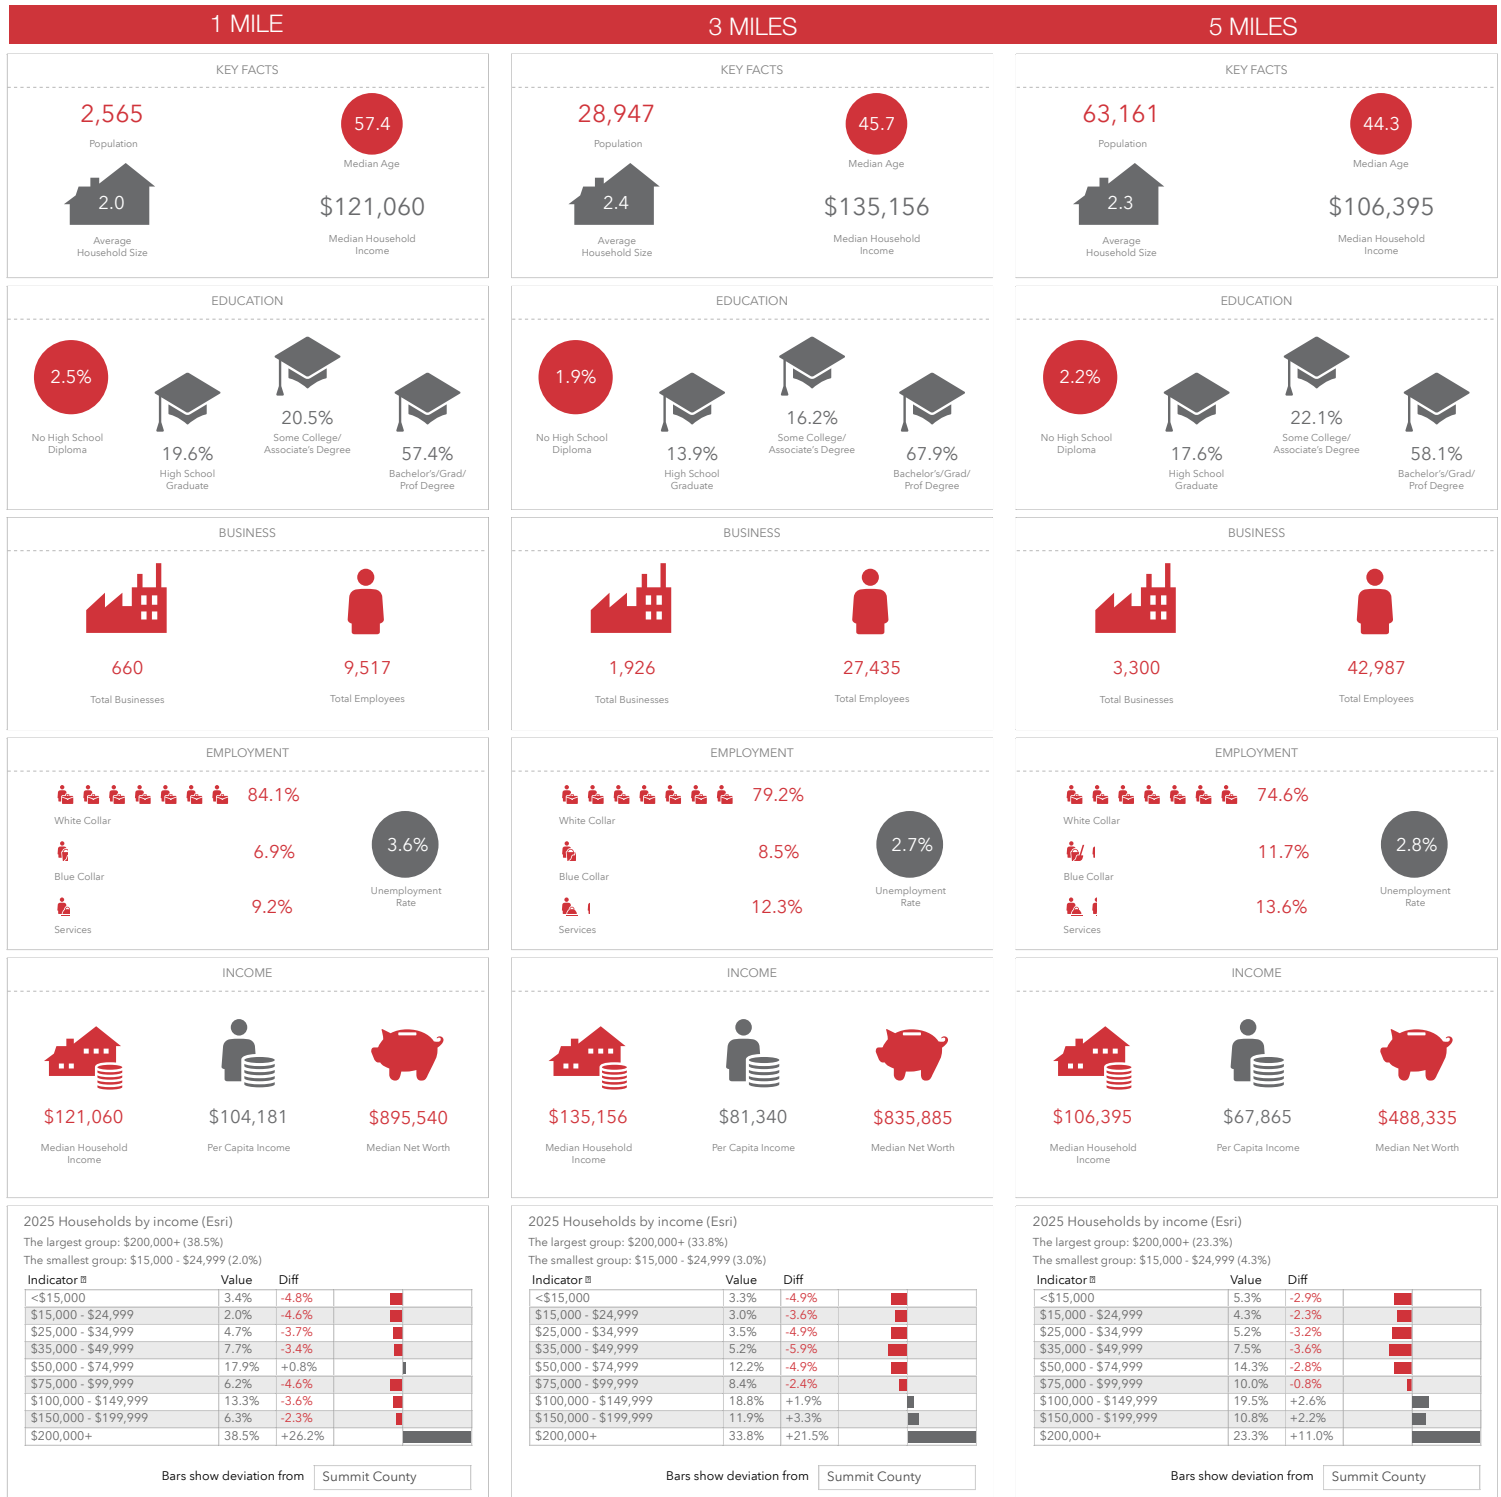 1 MILE
3 MILES
5 MILES
KEY FACTS
2,565
Population
57.4
Median Age
2.0
Average
Household Size
$121,060
Median Household
Income
EDUCATION
2.5%
No High School
Diploma
19.6%
High School
Graduate
20.5%
Some College/
Associate's Degree
57.4%
Bachelor's/Grad/
Prof Degree
BUSINESS
660
Total Businesses
9,517
Total Employees
EMPLOYMENT
84.1%
White Collar
6.9%
Blue Collar
9.2%
Services
3.6%
Unemployment
Rate
INCOME
$121,060
Median Household
Income
$104,181
Per Capita Income
$895,540
Median Net Worth
2025 Households by income (Esri)
The largest group: $200,000+ (38.5%)
The smallest group: $15,000 - $24,999 (2.0%)
Indicator Value Diff
<$15,000 3.4% -4.8%
$15,000 - $24,999 2.0% -4.6%
$25,000 - $34,999 4.7% -3.7%
$35,000 - $49,999 7.7% -3.4%
$50,000 - $74,999 17.9% +0.8%
$75,000 - $99,999 6.2% -4.6%
$100,000 - $149,999 13.3% -3.6%
$150,000 - $199,999 6.3% -2.3%
$200,000+ 38.5% +26.2%
Bars show deviation from Summit County
KEY FACTS
28,947
Population
45.7
Median Age
2.4
Average
Household Size
$135,156
Median Household
Income
EDUCATION
1.9%
No High School
Diploma
13.9%
High School
Graduate
16.2%
Some College/
Associate's Degree
67.9%
Bachelor's/Grad/
Prof Degree
BUSINESS
1,926
Total Businesses
27,435
Total Employees
EMPLOYMENT
79.2%
White Collar
8.5%
Blue Collar
12.3%
Services
2.7%
Unemployment
Rate
INCOME
$135,156
Median Household
Income
$81,340
Per Capita Income
$835,885
Median Net Worth
2025 Households by income (Esri)
The largest group: $200,000+ (33.8%)
The smallest group: $15,000 - $24,999 (3.0%)
Indicator Value Diff
<$15,000 3.3% -4.9%
$15,000 - $24,999 3.0% -3.6%
$25,000 - $34,999 3.5% -4.9%
$35,000 - $49,999 5.2% -5.9%
$50,000 - $74,999 12.2% -4.9%
$75,000 - $99,999 8.4% -2.4%
$100,000 - $149,999 18.8% +1.9%
$150,000 - $199,999 11.9% +3.3%
$200,000+ 33.8% +21.5%
Bars show deviation from Summit County
KEY FACTS
63,161
Population
44.3
Median Age
2.3
Average
Household Size
$106,395
Median Household
Income
EDUCATION
2.2%
No High School
Diploma
17.6%
High School
Graduate
22.1%
Some College/
Associate's Degree
58.1%
Bachelor's/Grad/
Prof Degree
BUSINESS
3,300
Total Businesses
42,987
Total Employees
EMPLOYMENT
74.6%
White Collar
11.7%
Blue Collar
13.6%
Services
2.8%
Unemployment
Rate
INCOME
$106,395
Median Household
Income
$67,865
Per Capita Income
$488,335
Median Net Worth
2025 Households by income (Esri)
The largest group: $200,000+ (23.3%)
The smallest group: $15,000 - $24,999 (4.3%)
Indicator Value Diff
<$15,000 5.3% -2.9%
$15,000 - $24,999 4.3% -2.3%
$25,000 - $34,999 5.2% -3.2%
$35,000 - $49,999 7.5% -3.6%
$50,000 - $74,999 14.3% -2.8%
$75,000 - $99,999 10.0% -0.8%
$100,000 - $149,999 19.5% +2.6%
$150,000 - $199,999 10.8% +2.2%
$200,000+ 23.3% +11.0%
Bars show deviation from Summit County